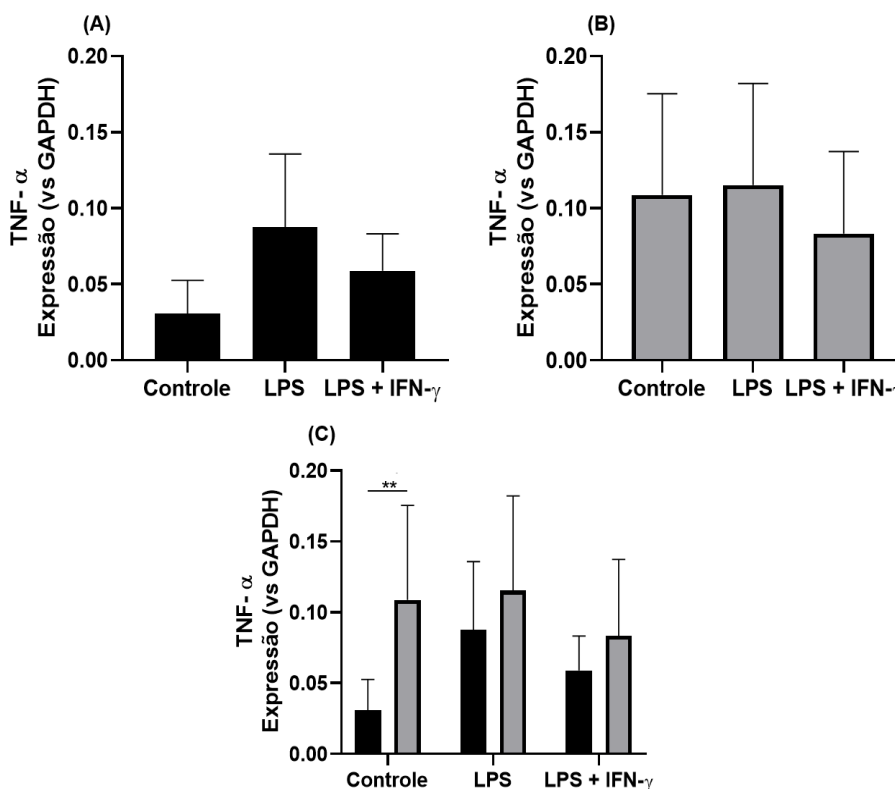 (A)
TNF- α
Expressão (vs GAPDH)
0.20
0.15
0.10
0.05
0.00
Controle LPS LPS + IFN-γ
(B)
TNF- α
Expressão (vs GAPDH)
0.20
0.15
0.10
0.05
0.00
Controle LPS LPS + IFN-γ
(C)
TNF- α
Expressão (vs GAPDH)
0.20
0.15
0.10
0.05
0.00
**
Controle LPS LPS + IFN-γ